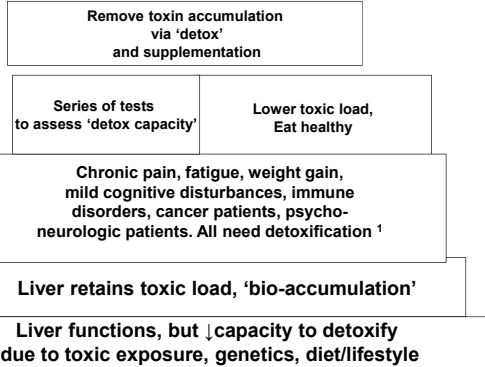 Remove toxin accumulation
via ‘detox’
and supplementation
Series of tests
to assess ‘detox capacity’
Lower toxic load,
Eat healthy
Chronic pain, fatigue, weight gain,
mild cognitive disturbances, immune
disorders, cancer patients, psycho-
neurologic patients. All need detoxification ¹
Liver retains toxic load, ‘bio-accumulation’
Liver functions, but ↓capacity to detoxify
due to toxic exposure, genetics, diet/lifestyle